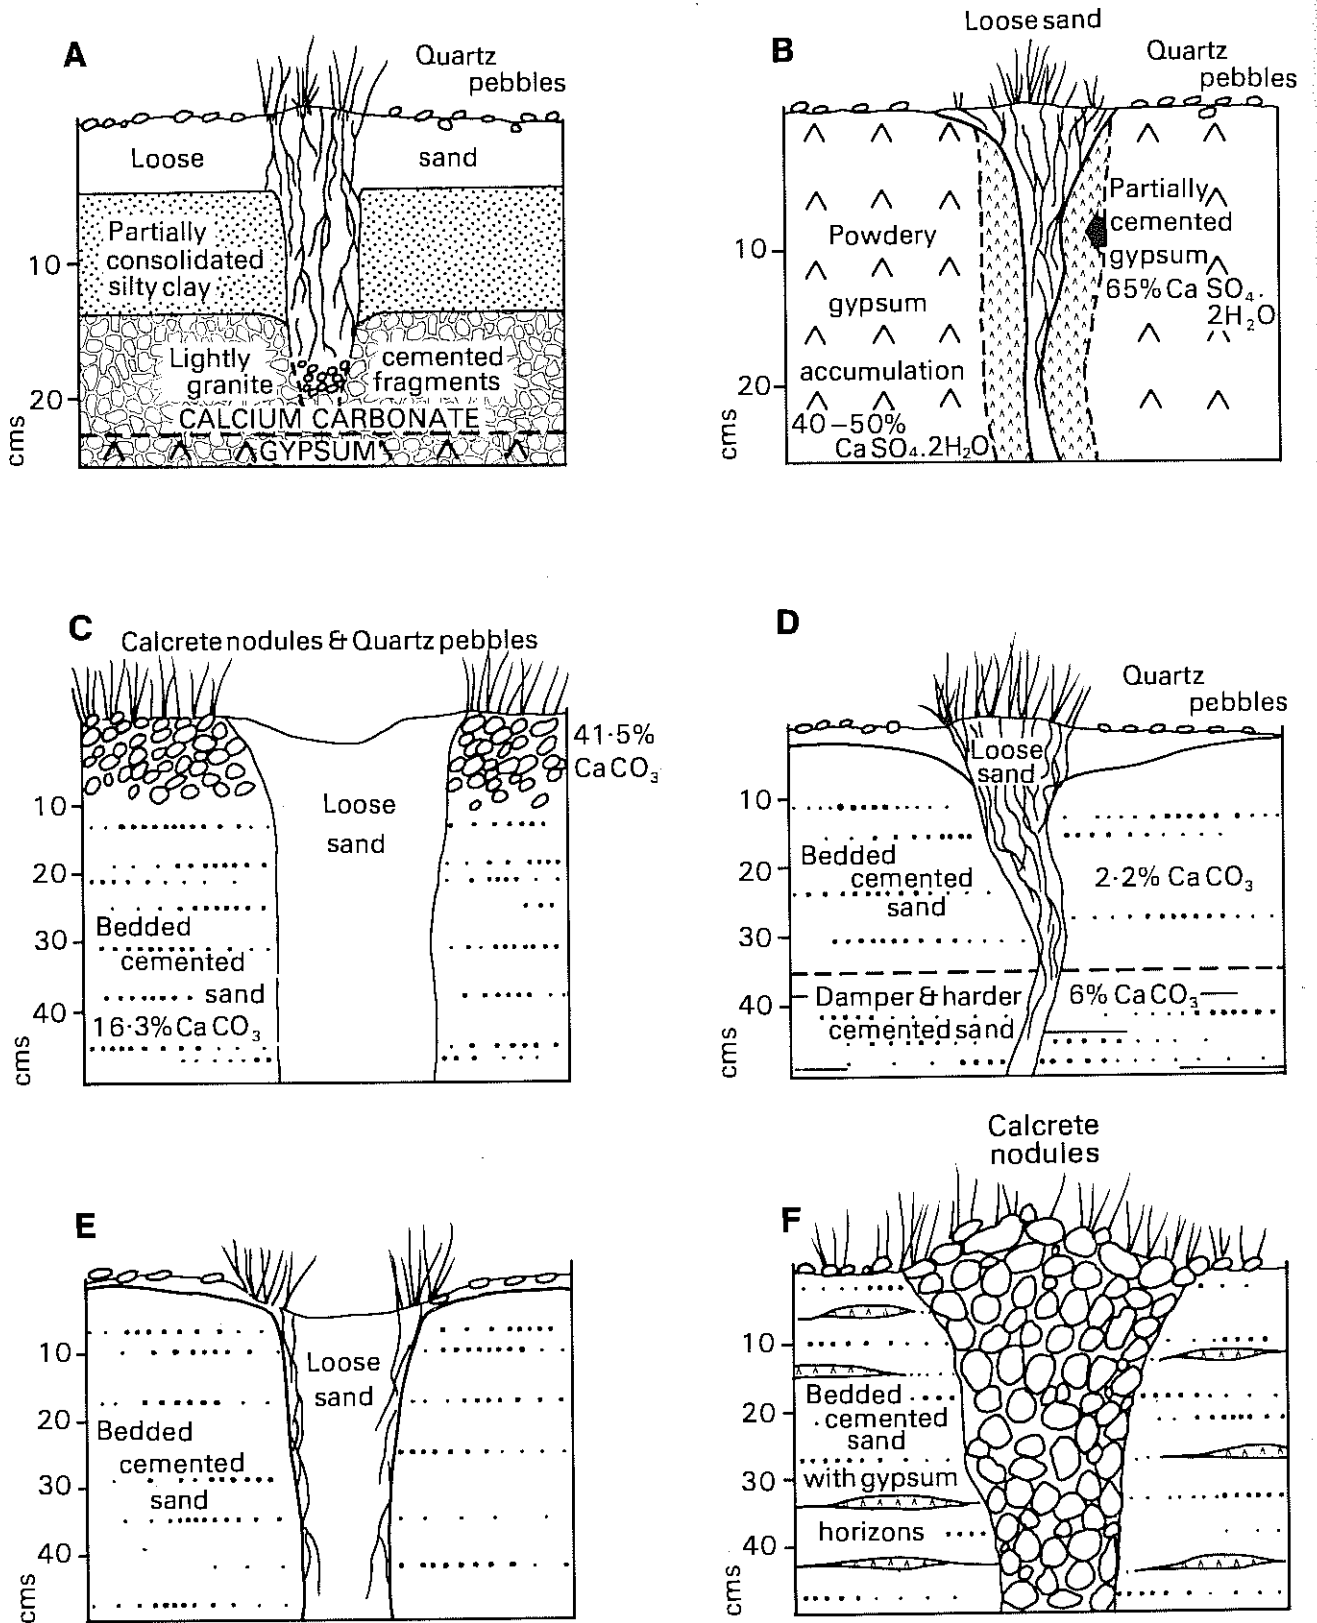 A
Quartz
pebbles
Loose sand
Partially
consolidated
silty clay
Lightly cemented
granite fragments
CALCIUM CARBONATE
GYPSUM
10
20
cms
B
Loose sand
Quartz
pebbles
Powdery
gypsum
accumulation
40–50%
CaSO₄.2H₂O
Partially
cemented
gypsum
65% Ca SO₄.
2H₂O
10
20
cms
C
Calcrete nodules & Quartz pebbles
41·5%
CaCO₃
Loose
sand
Bedded
cemented
sand
16·3% CaCO₃
10
20
30
40
cms
D
Quartz
pebbles
Loose
sand
Bedded
cemented
sand
2·2% CaCO₃
Damper & harder
cemented sand
6% CaCO₃
10
20
30
40
cms
E
Loose
sand
Bedded
cemented
sand
10
20
30
40
cms
F
Calcrete
nodules
Bedded
cemented
sand
with gypsum
horizons
10
20
30
40
cms